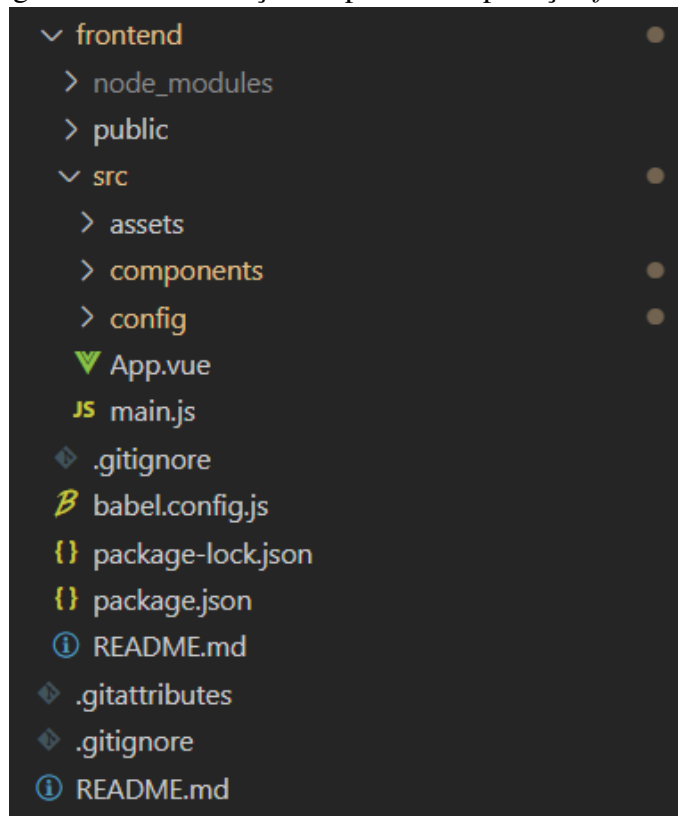 frontend
node_modules
public
src
assets
components
config
App.vue
JS main.js
.gitignore
B babel.config.js
{} package-lock.json
{} package.json
README.md
.gitattributes
.gitignore
README.md